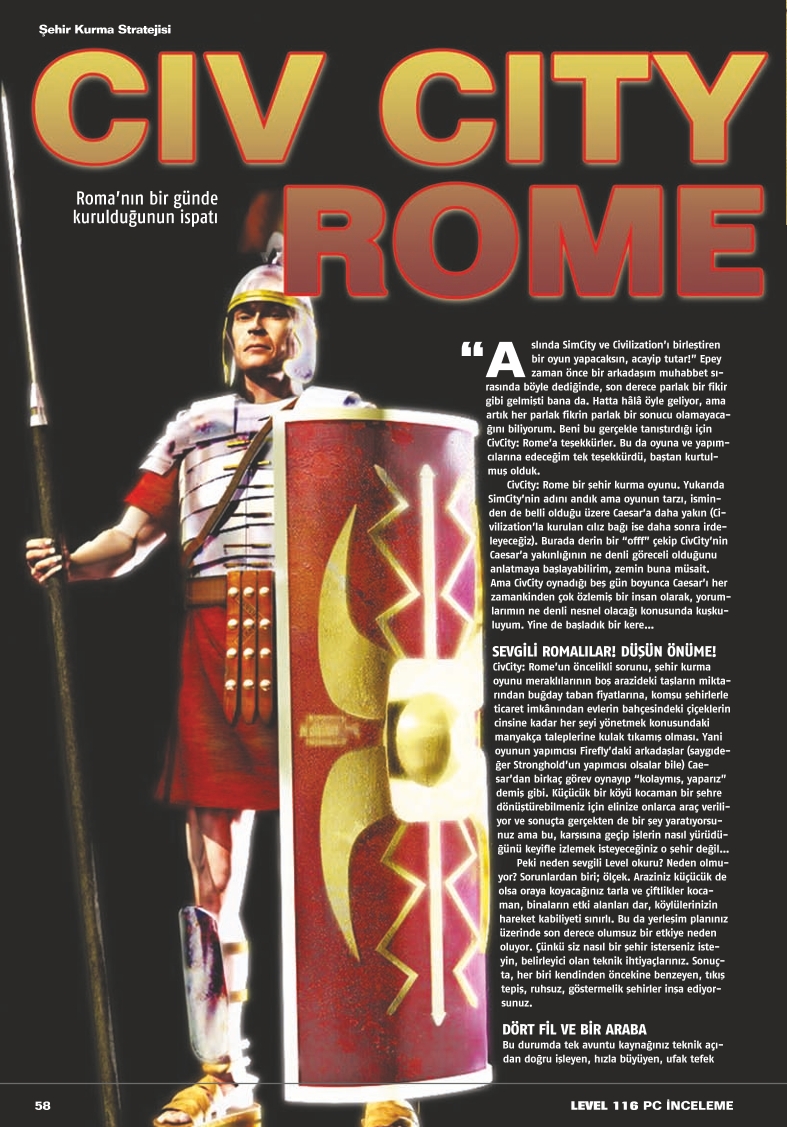 Şehir Kurma Stratejisi
CIV CITY
ROME
Roma'nın bir günde
kurulduğunun ispatı
“Aslında SimCity ve Civilization'ı birleştiren
bir oyun yapacaksın, acayip tutar!” Epey
zaman önce bir arkadaşım muhabbet sı-
rasında böyle dediğinde, son derece parlak bir fikir
gibi gelmişti bana da. Hatta hâlâ öyle geliyor, ama
artık her parlak fikrin parlak bir sonucu olamayaca-
ğını biliyorum. Beni bu gerçekle tanıştırdığı için
CivCity: Rome'a teşekkürler. Bu da oyuna ve yapım-
cılarına edeceğim tek teşekkürdü, baştan kurtul-
muş olduk.
CivCity: Rome bir şehir kurma oyunu. Yukarıda
SimCity'nin adını andık ama oyunun tarzı, ismin-
den de belli olduğu üzere Caesar'a daha yakın (Ci-
vilization'la kurulan cılız bağı ise daha sonra irde-
leyeceğiz). Burada derin bir “offf” çekip CivCity'nin
Caesar'a yakınlığının ne denli göreceli olduğunu
anlatmaya başlayabilirim, zemin buna müsait.
Ama CivCity oynadığı beş gün boyunca Caesar'ı her
zamankinden çok özlemiş bir insan olarak, yorum-
larımın ne denli nesnel olacağı konusunda kuşku-
luyum. Yine de başladık bir kere...
SEVGİLİ ROMALILAR! DÜŞÜN ÖNÜME!
CivCity: Rome'un öncelikli sorunu, şehir kurma
oyunu meraklılarının boş arazideki taşların mikta-
rından buğday taban fiyatlarına, komşu şehirlerle
ticaret imkânından evlerin bahçesindeki çiçeklerin
cinsine kadar her şeyi yönetmek konusundaki
manyakça taleplerine kulak tıkamış olması. Yani
oyunun yapımcısı Firefly'daki arkadaşlar (saygıde-
ğer Stronghold'un yapımcısı olsalar bile) Cae-
sar'dan birkaç görev oynayıp “kolaymış, yaparız”
demiş gibi. Küçücük bir köyü kocaman bir şehre
dönüştürebilmeniz için elinize onlarca araç verili-
yor ve sonuçta gerçekten de bir şey yaratıyorsu-
nuz ama bu, karşısına geçip işlerin nasıl yürüdü-
ğünü keyifle izlemek isteyeceğiniz o şehir değil...
Peki neden sevgili Level okuru? Neden olmu-
yor? Sorunlardan biri; ölçek. Araziniz küçücük de
olsa oraya koyacağınız tarla ve çiftlikler koca-
man, binaların etki alanları dar, köylülerinizin
hareket kabiliyeti sınırlı. Bu da yerleşim planınız
üzerinde son derece olumsuz bir etkiye neden
oluyor. Çünkü siz nasıl bir şehir isterseniz iste-
yin, belirleyici olan teknik ihtiyaçlarınız. Sonuç-
ta, her biri kendinden öncekine benzeyen, tıkış
tepiş, ruhsuz, göstermelik şehirler inşa ediyor-
sunuz.
DÖRT FİL VE BİR ARABA
Bu durumda tek avuntu kaynağınız teknik açı-
dan doğru işleyen, hızla büyüyen, ufak tefek
58
LEVEL 116 PC İNCELEME